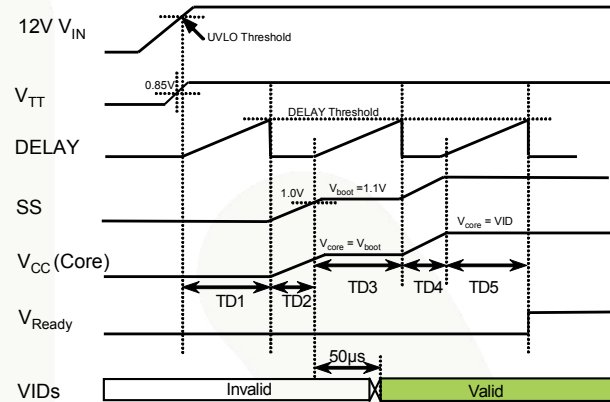 12V VIN
UVLO Threshold
0.85V
VTT
DELAY Threshold
DELAY
1.0V
Vboot =1.1V
SS
Vcore = VID
Vcore = Vboot
VCC (Core)
TD1
TD2
TD3
TD4
TD5
VReady
50µs
VIDs
Invalid
Valid